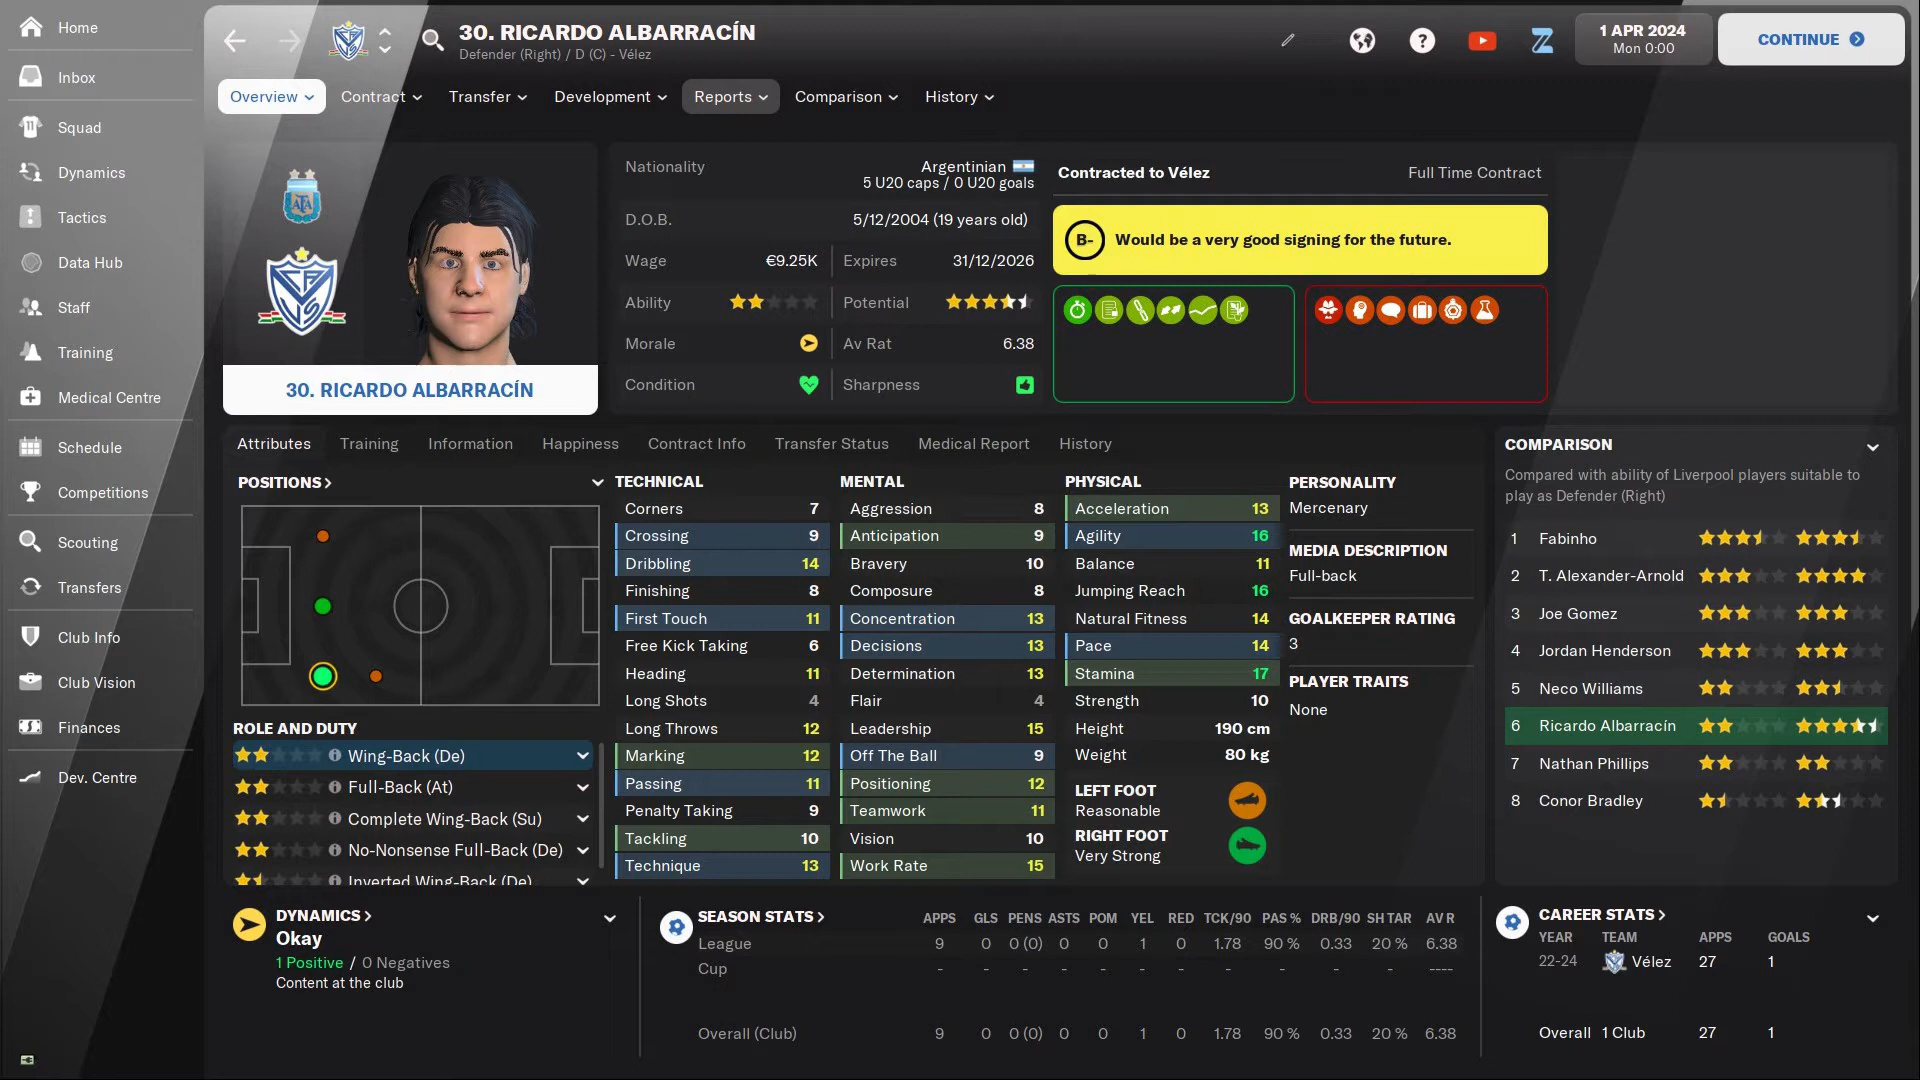 Home
Inbox
Squad
Dynamics
Tactics
Data Hub
Staff
Training
Medical Centre
Schedule
Competitions
Scouting
Transfers
Club Info
Club Vision
Finances
Dev. Centre
30. RICARDO ALBARRACÍN
Defender (Right) / D (C) - Vélez
1 APR 2024
Mon 0:00
CONTINUE
Overview Contract Transfer Development Reports Comparison History
AFA
30. RICARDO ALBARRACÍN
Nationality Argentinian
5 U20 caps / 0 U20 goals
D.O.B. 5/12/2004 (19 years old)
Wage €9.25K Expires 31/12/2026
Ability Potential
Morale Av Rat 6.38
Condition Sharpness
Contracted to Vélez Full Time Contract
B- Would be a very good signing for the future.
Attributes Training Information Happiness Contract Info Transfer Status Medical Report History
POSITIONS
ROLE AND DUTY
Wing-Back (De)
Full-Back (At)
Complete Wing-Back (Su)
No-Nonsense Full-Back (De)
Inverted Wing-Back (De)
TECHNICAL
Corners 7
Crossing 9
Dribbling 14
Finishing 8
First Touch 11
Free Kick Taking 6
Heading 11
Long Shots 4
Long Throws 12
Marking 12
Passing 11
Penalty Taking 9
Tackling 10
Technique 13
MENTAL
Aggression 8
Anticipation 9
Bravery 10
Composure 8
Concentration 13
Decisions 13
Determination 13
Flair 4
Leadership 15
Off The Ball 9
Positioning 12
Teamwork 11
Vision 10
Work Rate 15
PHYSICAL
Acceleration 13
Agility 16
Balance 11
Jumping Reach 16
Natural Fitness 14
Pace 14
Stamina 17
Strength 10
Height 190 cm
Weight 80 kg
LEFT FOOT
Reasonable
RIGHT FOOT
Very Strong
PERSONALITY
Mercenary
MEDIA DESCRIPTION
Full-back
GOALKEEPER RATING
3
PLAYER TRAITS
None
COMPARISON
Compared with ability of Liverpool players suitable to
play as Defender (Right)
1 Fabinho
2 T. Alexander-Arnold
3 Joe Gomez
4 Jordan Henderson
5 Neco Williams
6 Ricardo Albarracín
7 Nathan Phillips
8 Conor Bradley
DYNAMICS
Okay
1 Positive / 0 Negatives
Content at the club
SEASON STATS APPS GLS PENS ASTS POM YEL RED TCK/90 PAS % DRB/90 SH TAR AV R
League 9 0 0 (0) 0 0 1 0 1.78 90 % 0.33 20 % 6.38
Cup - - - - - - - - - - - ----
Overall (Club) 9 0 0 (0) 0 0 1 0 1.78 90 % 0.33 20 % 6.38
CAREER STATS
YEAR TEAM APPS GOALS
22-24 Vélez 27 1
Overall 1 Club 27 1